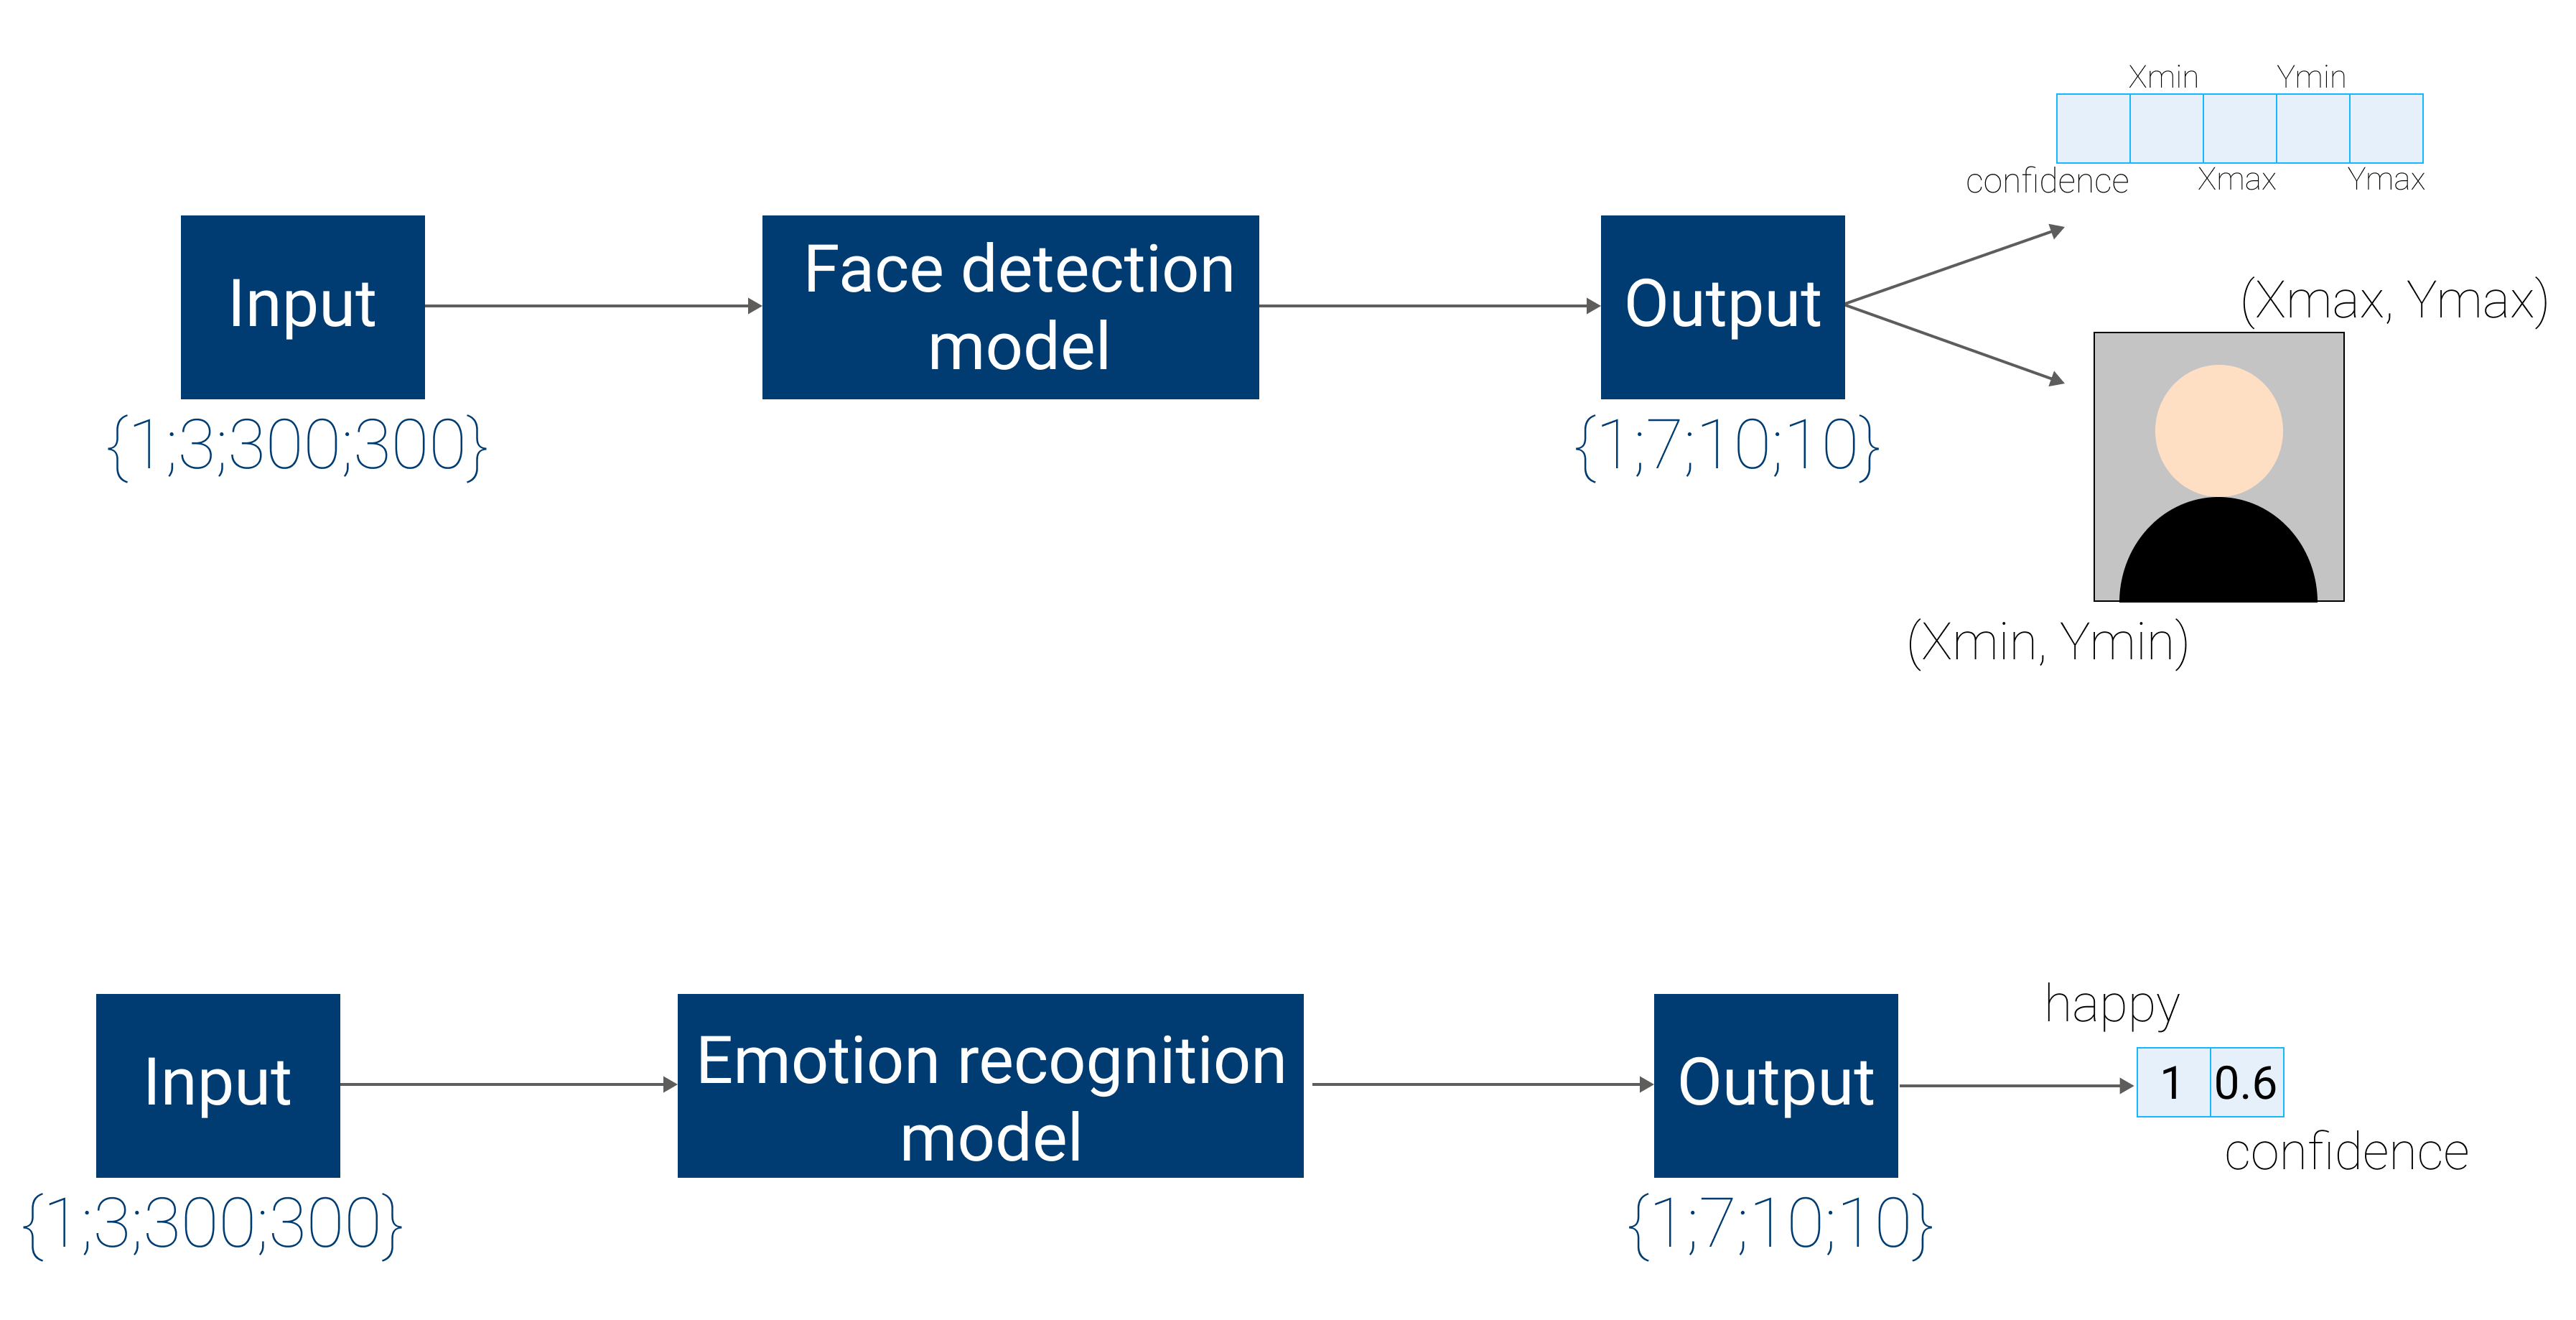 Xmin
Ymin
confidence
Xmax
Ymax
Input
Face detection
model
Output
(Xmax, Ymax)
{1;3;300;300}
{1;7;10;10}
(Xmin, Ymin)
happy
Input
Emotion recognition
model
Output
1 0.6
confidence
{1;3;300;300}
{1;7;10;10}